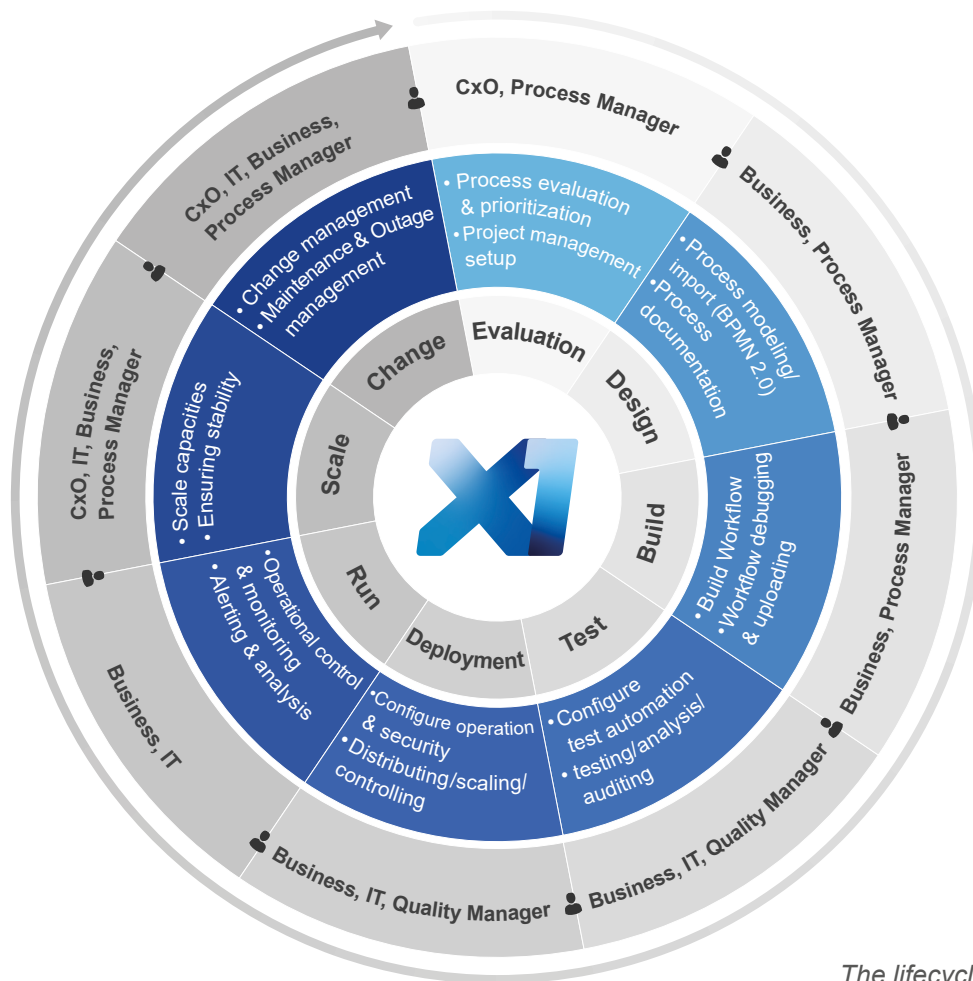 CxO, Process Manager
Business, Process Manager
Business, Process Manager
Business, IT, Quality Manager
Business, IT, Quality Manager
Business, IT
CxO, IT, Business,
Process Manager
CxO, IT, Business,
Process Manager
• Process evaluation
& prioritization
• Project management
setup
• Process modeling/
import (BPMN 2.0)
• Process
documentation
• Build Workflow
• Workflow debugging
& uploading
• Configure
test automation
• testing/analysis/
auditing
• Configure operation
& security
• Distributing/scaling/
controlling
• Operational control
& monitoring
• Alerting & analysis
• Scale capacities
• Ensuring stability
• Change management
• Maintenance & Outage
management
Evaluation
Design
Build
Test
Deployment
Run
Scale
Change
X1
The lifecycl